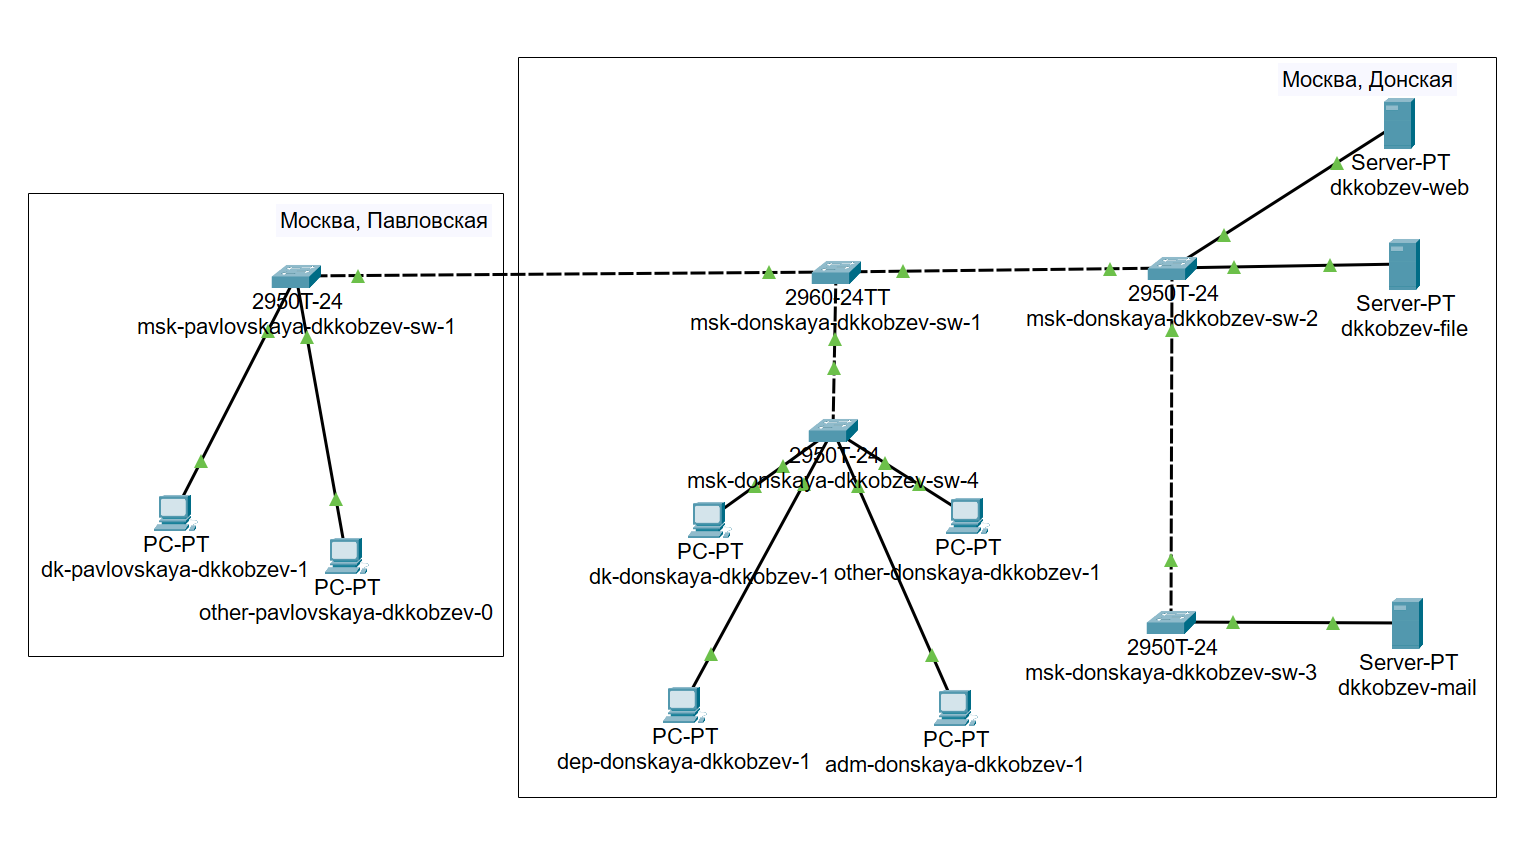 Москва, Донская
Server-PT
dkkobzev-web
Москва, Павловская
2950T-24
msk-pavlovskaya-dkkobzev-sw-1
2960-24TT
msk-donskaya-dkkobzev-sw-1
2950T-24
msk-donskaya-dkkobzev-sw-2
Server-PT
dkkobzev-file
2950T-24
msk-donskaya-dkkobzev-sw-4
PC-PT
dk-pavlovskaya-dkkobzev-1
PC-PT
other-pavlovskaya-dkkobzev-0
PC-PT
dk-donskaya-dkkobzev-1
PC-PT
other-donskaya-dkkobzev-1
2950T-24
msk-donskaya-dkkobzev-sw-3
Server-PT
dkkobzev-mail
PC-PT
dep-donskaya-dkkobzev-1
PC-PT
adm-donskaya-dkkobzev-1